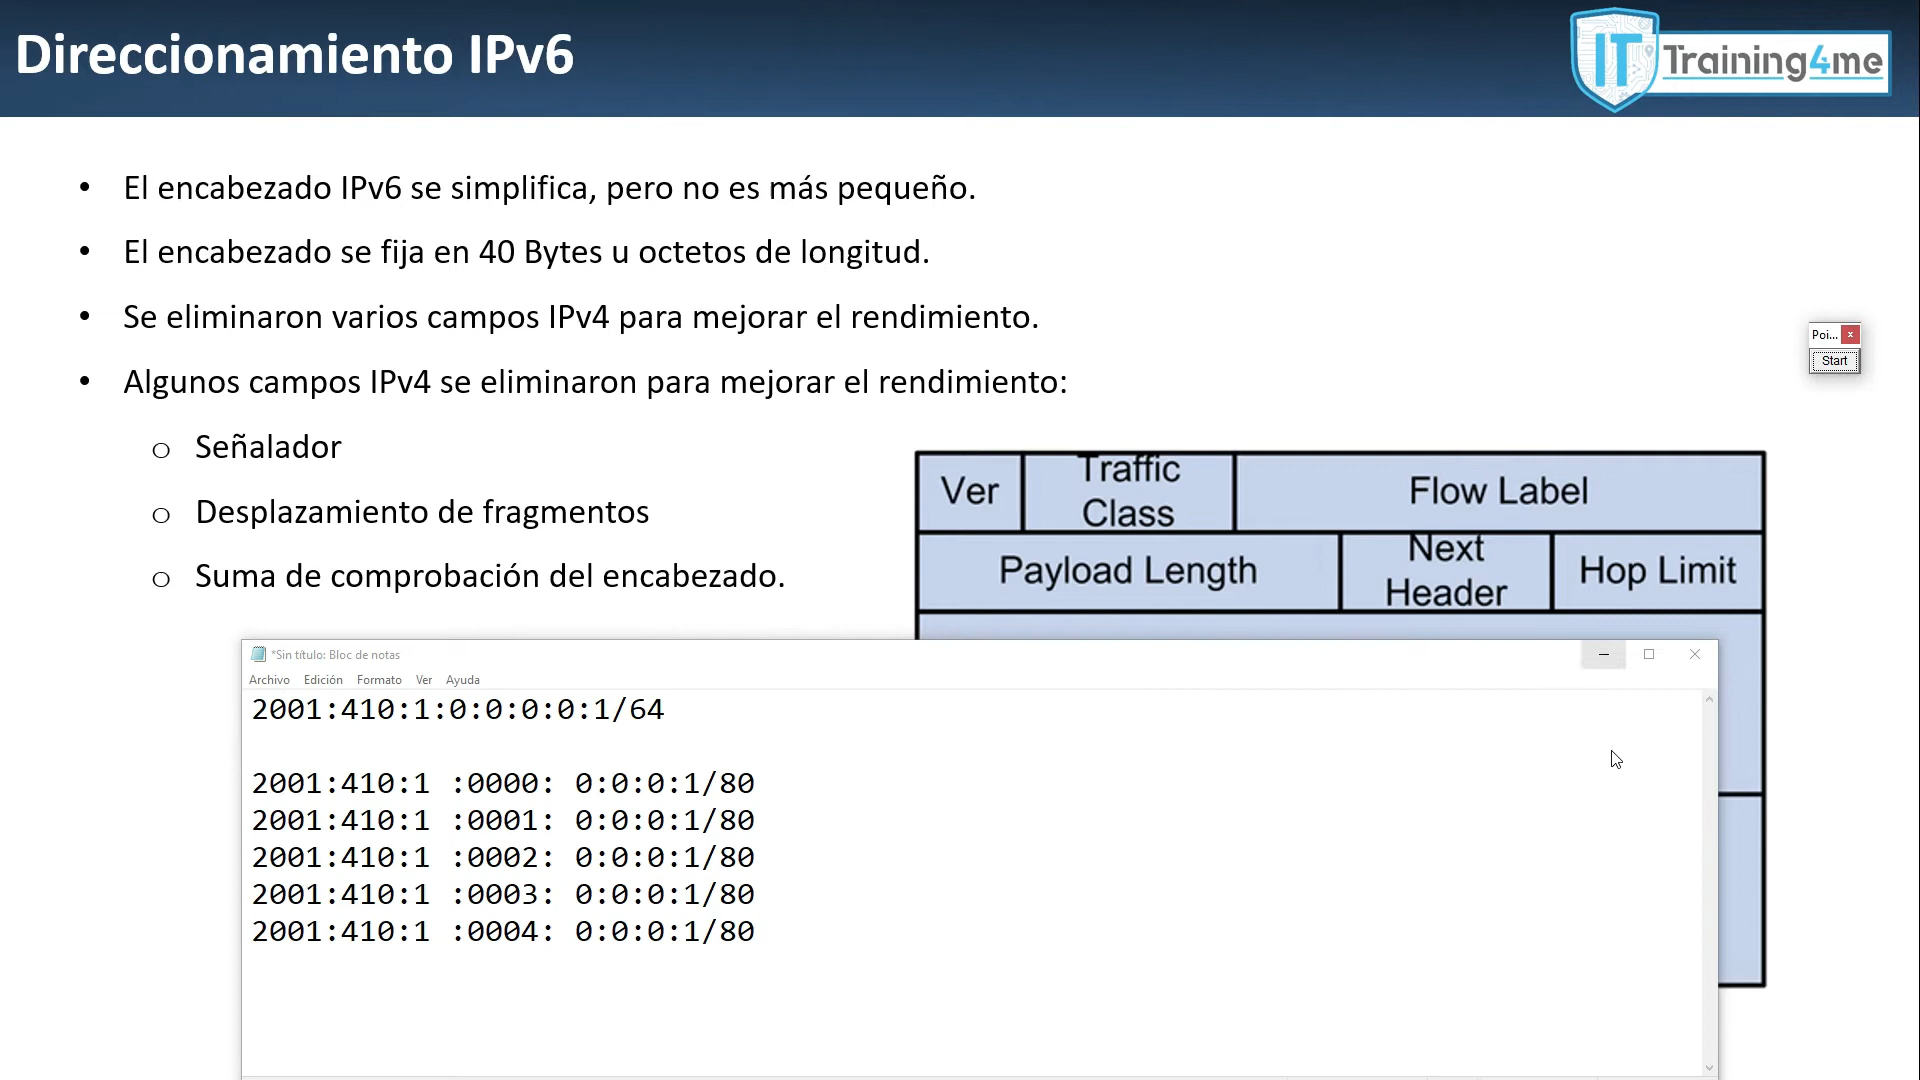 Direccionamiento IPv6
IT Training4me
• El encabezado IPv6 se simplifica, pero no es más pequeño.
• El encabezado se fija en 40 Bytes u octetos de longitud.
• Se eliminaron varios campos IPv4 para mejorar el rendimiento.
• Algunos campos IPv4 se eliminaron para mejorar el rendimiento:
o Señalador
o Desplazamiento de fragmentos
o Suma de comprobación del encabezado.
Poi...
Start
Ver
Traffic
Class
Flow Label
Payload Length
Next
Header
Hop Limit
*Sin título: Bloc de notas
Archivo Edición Formato Ver Ayuda
2001:410:1:0:0:0:0:1/64
2001:410:1 :0000: 0:0:0:1/80
2001:410:1 :0001: 0:0:0:1/80
2001:410:1 :0002: 0:0:0:1/80
2001:410:1 :0003: 0:0:0:1/80
2001:410:1 :0004: 0:0:0:1/80